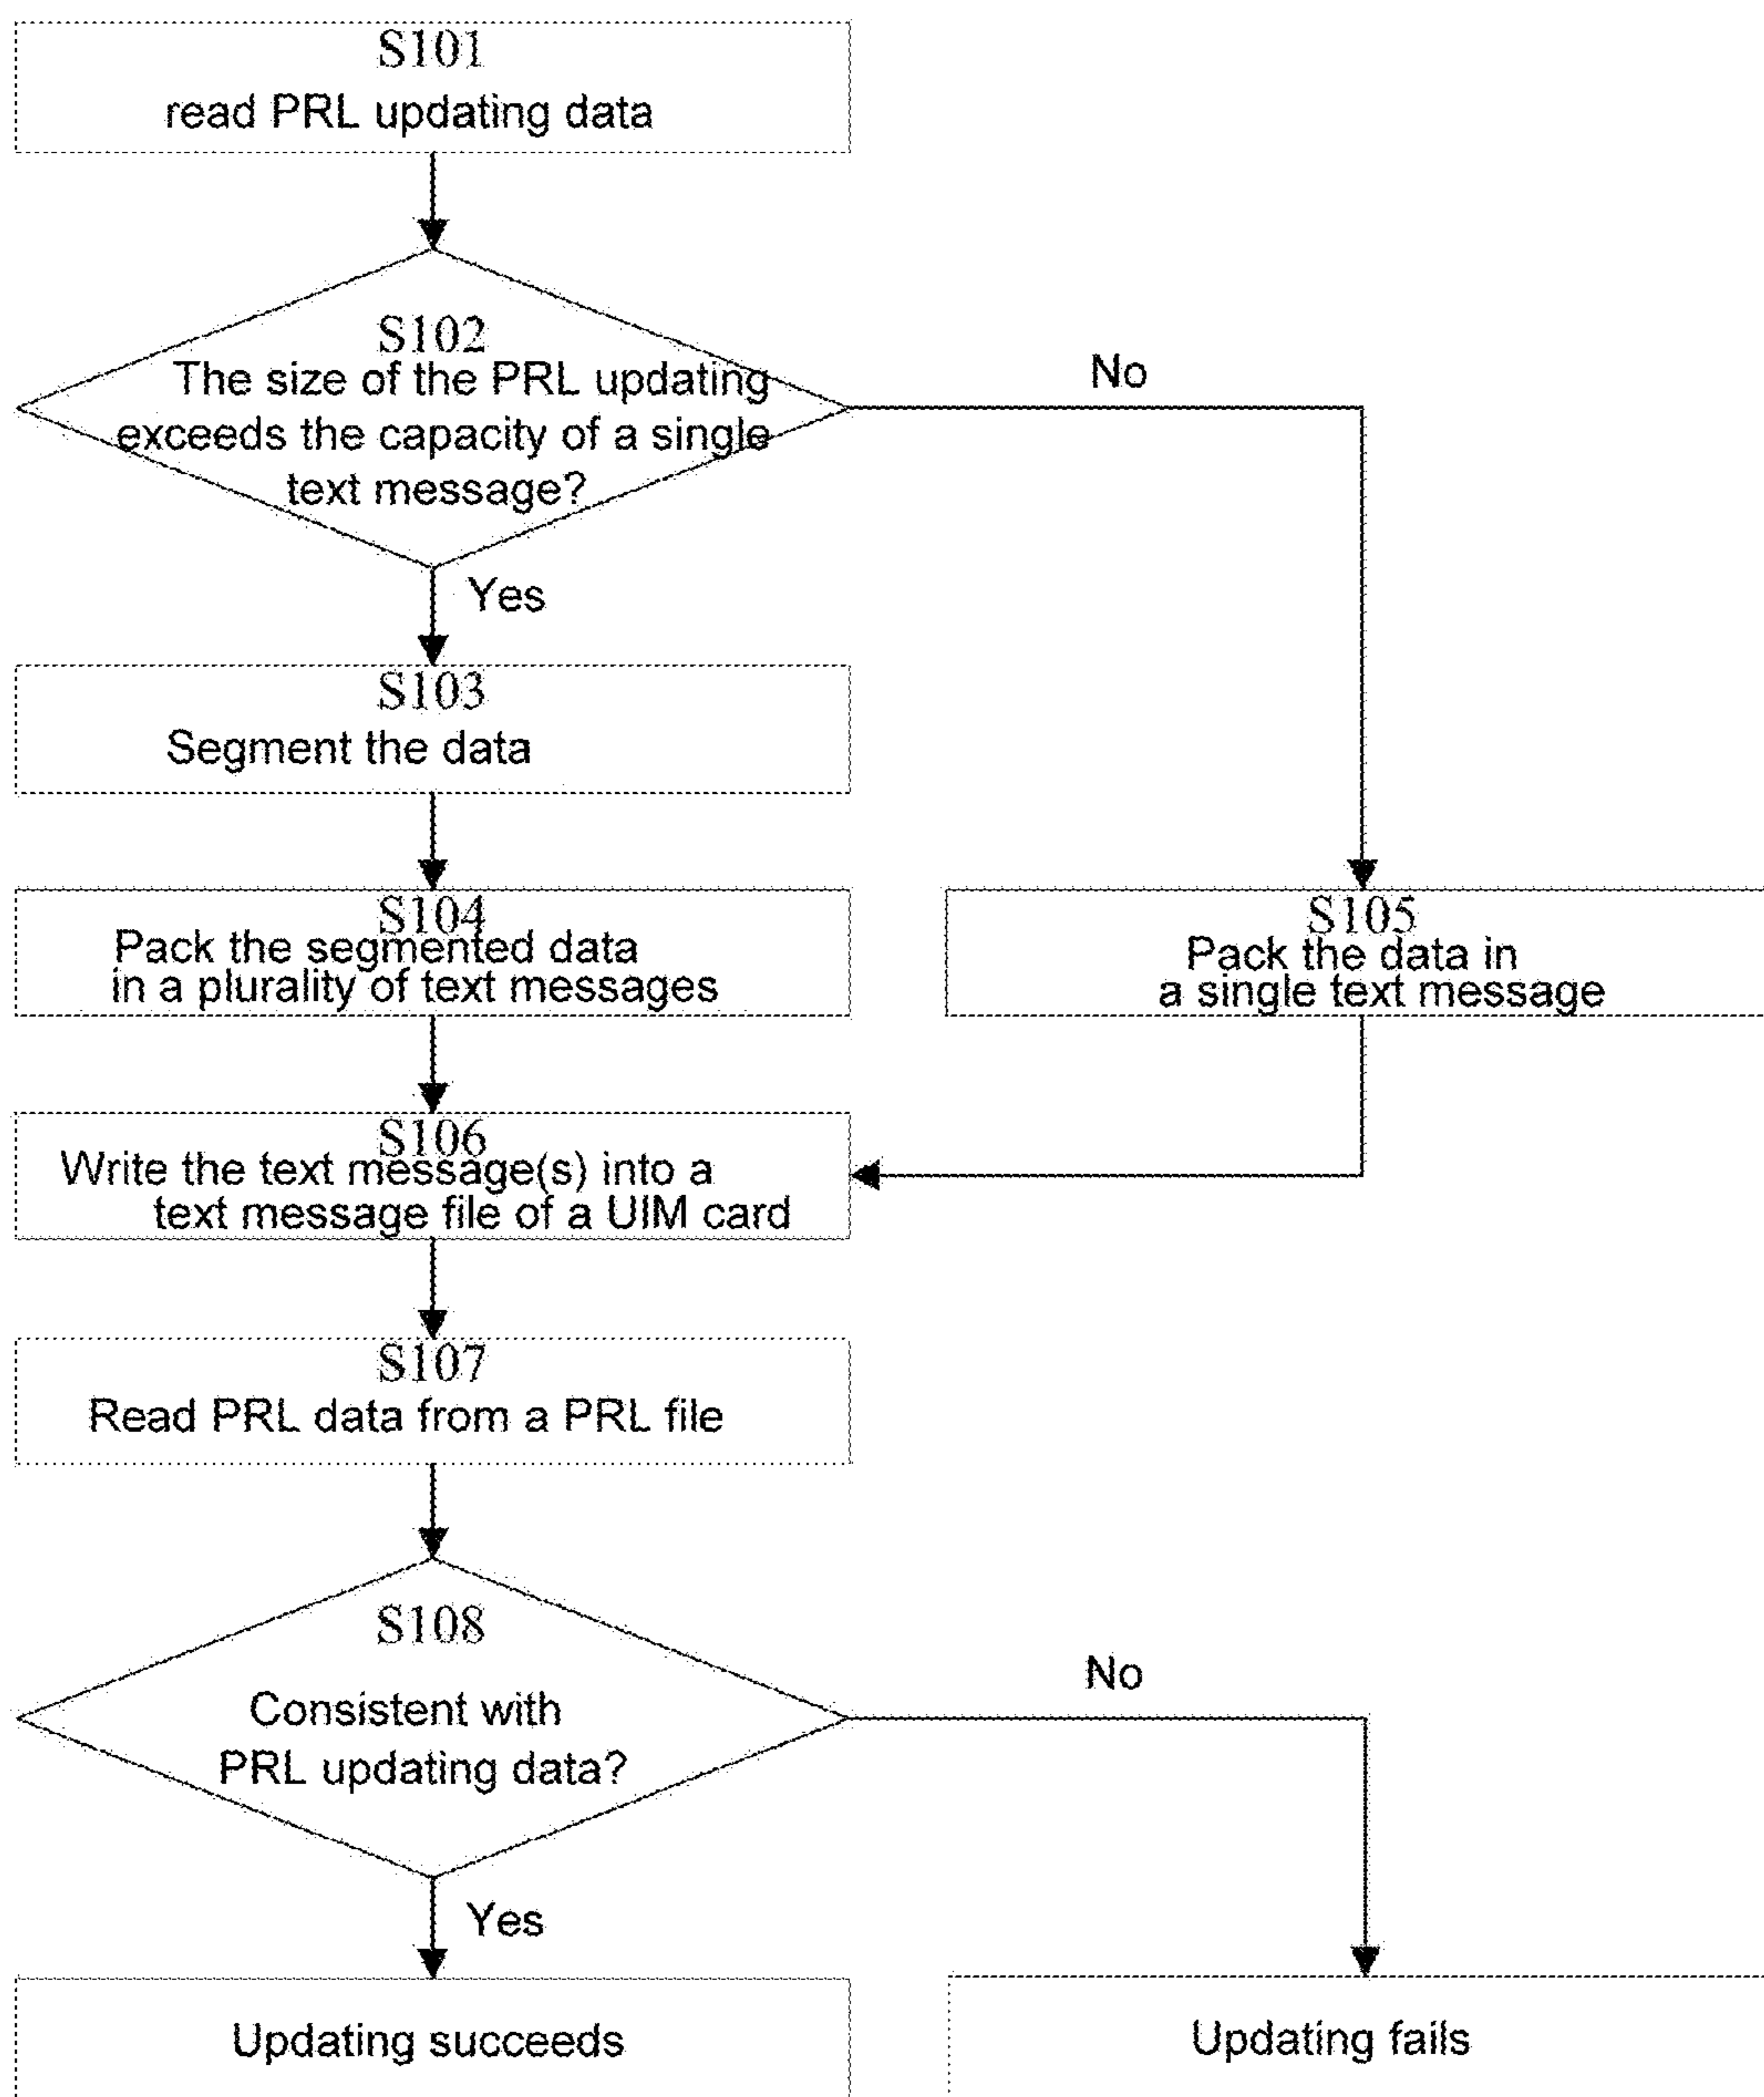 S101
read PRL updating data
S102
The size of the PRL updating
exceeds the capacity of a single
text message?
No
Yes
S103
Segment the data
S104
Pack the segmented data
in a plurality of text messages
S105
Pack the data in
a single text message
S106
Write the text message(s) into a
text message file of a UIM card
S107
Read PRL data from a PRL file
S108
Consistent with
PRL updating data?
No
Yes
Updating succeeds
Updating fails